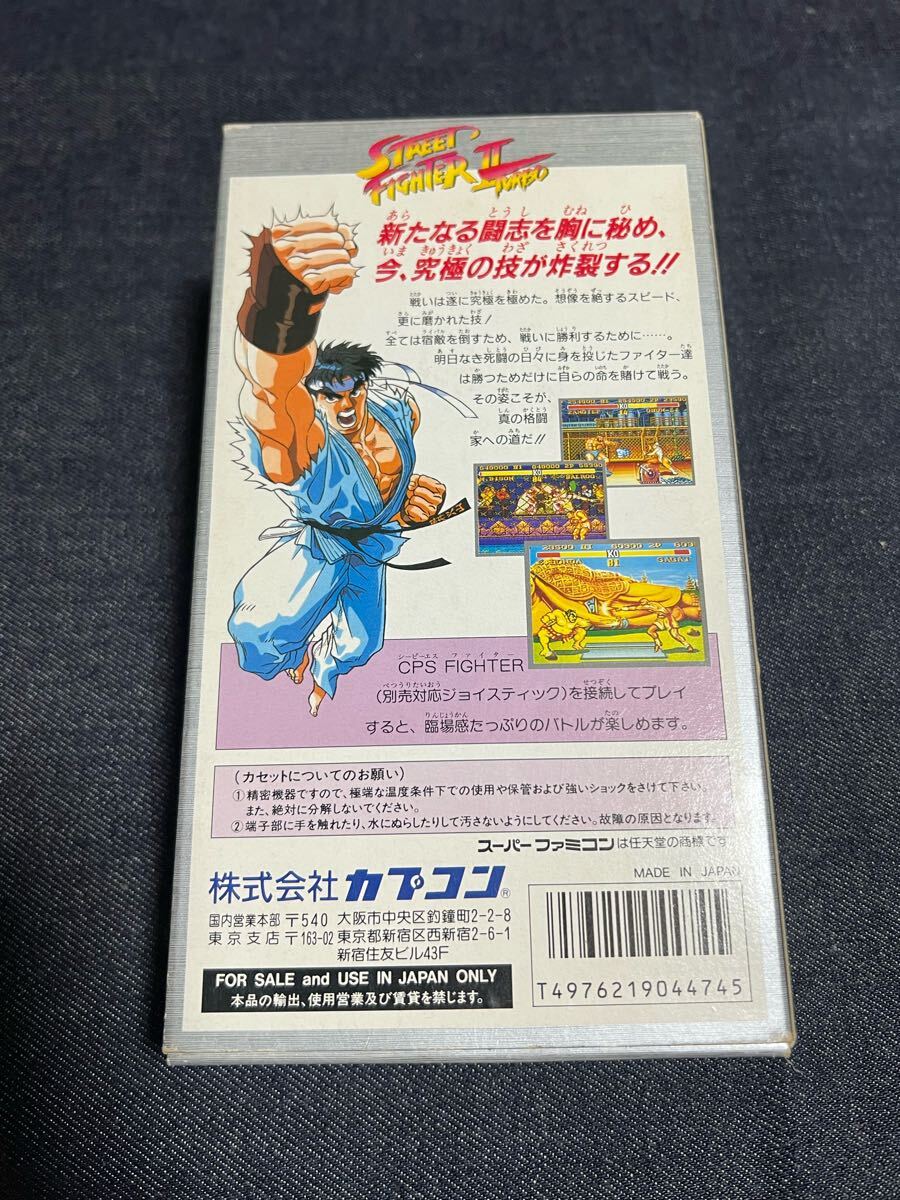 STREET
FIGHTER II
TURBO
新たなる闘志を胸に秘め、
今、究極の技が炸裂する!!
戦いは遂に究極を極めた。想像を絶するスピード、
更に磨かれた技!
全ては宿敵を倒すため、戦いに勝利するために……。
明日なき死闘の日々に身を投じたファイター達
は勝つためだけに自らの命を賭けて戦う。
その姿こそが、
真の格闘
家への道だ!!
CPS FIGHTER
(別売対応ジョイスティック)を接続してプレイ
すると、臨場感たっぷりのバトルが楽しめます。
(カセットについてのお願い)
①精密機器ですので、極端な温度条件下での使用や保管および強いショックをさけて下さい。
また、絶対に分解しないでください。
②端子部に手を触れたり、水にぬらしたりして汚さないようにしてください。故障の原因となります。
スーパーファミコンは任天堂の商標です
株式会社カプコン®
MADE IN JAPAN
国内営業本部 〒540 大阪市中央区釣鐘町2-2-8
東京支店 〒163-02 東京都新宿区西新宿2-6-1
新宿住友ビル43F
FOR SALE and USE IN JAPAN ONLY
本品の輸出、使用営業及び賃貸を禁じます。
T4976219044745